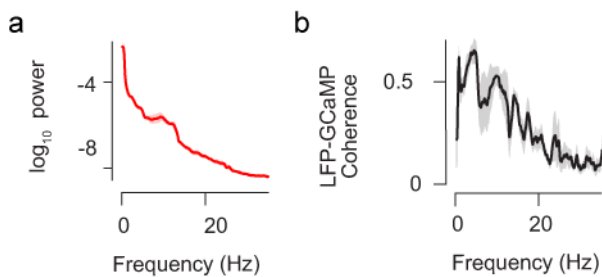 a
log10 power
-4
-8
0
20
Frequency (Hz)
b
LFP-GCaMP
Coherence
0.5
0
0
20
Frequency (Hz)